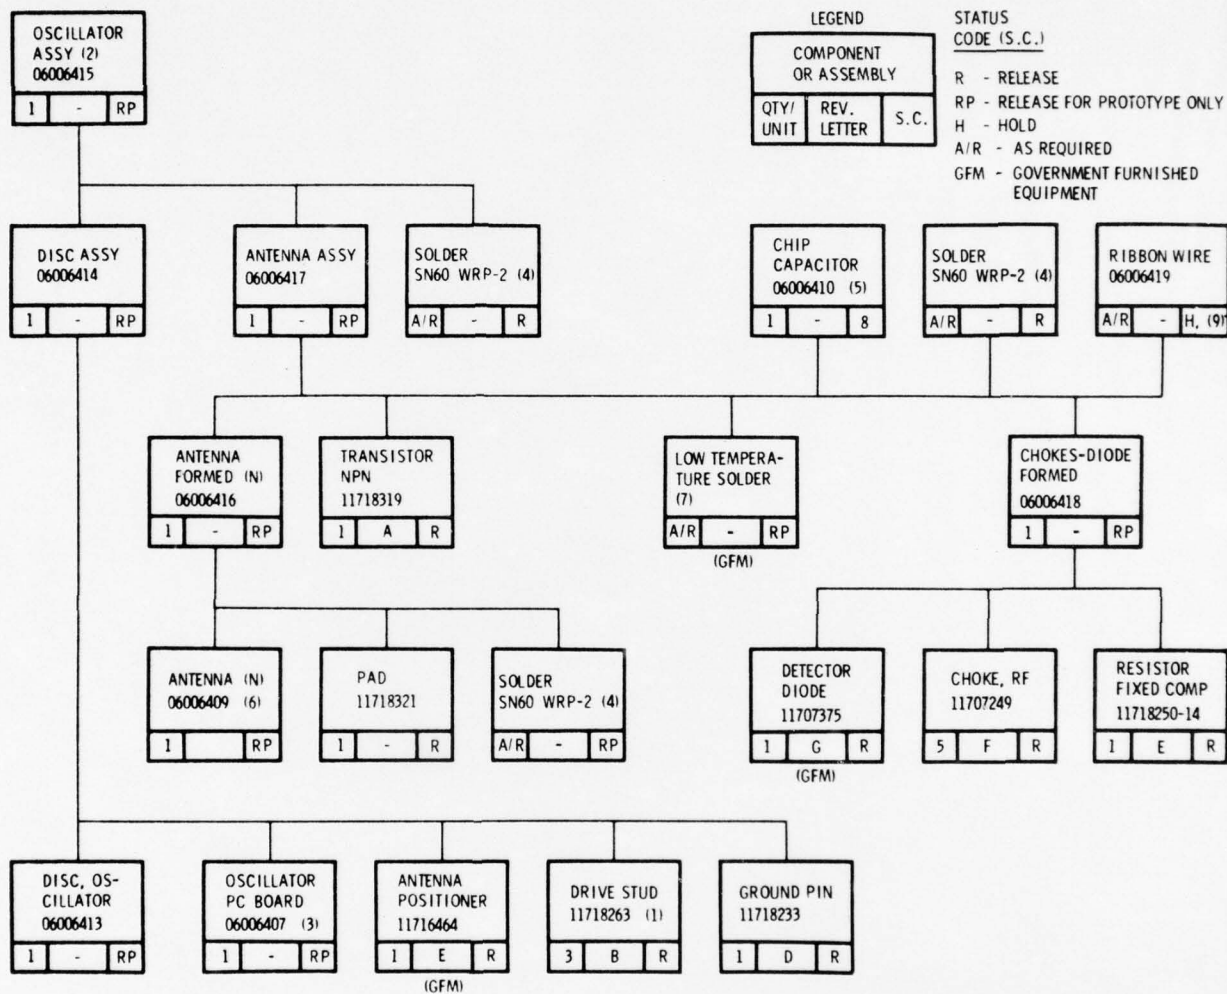 OSCILLATOR
ASSY (2)
06006415
1 - RP
LEGEND
COMPONENT
OR ASSEMBLY
QTY/
UNIT
REV.
LETTER
S.C.
STATUS
CODE (S.C.)
R - RELEASE
RP - RELEASE FOR PROTOTYPE ONLY
H - HOLD
A/R - AS REQUIRED
GFM - GOVERNMENT FURNISHED
EQUIPMENT
DISC ASSY
06006414
1 - RP
ANTENNA ASSY
06006417
1 - RP
SOLDER
SN60 WRP-2 (4)
A/R - R
CHIP
CAPACITOR
06006410 (5)
1 - 8
SOLDER
SN60 WRP-2 (4)
A/R - R
RIBBON WIRE
06006419
A/R - H, (9)
ANTENNA
FORMED (N)
06006416
1 - RP
TRANSISTOR
NPN
11718319
1 A R
LOW TEMPERA-
TURE SOLDER
(7)
A/R - RP
(GFM)
CHOKES-DIODE
FORMED
06006418
1 - RP
ANTENNA (N)
06006409 (6)
1 RP
PAD
11718321
1 - R
SOLDER
SN60 WRP-2 (4)
A/R - RP
DETECTOR
DIODE
11707375
1 G R
(GFM)
CHOKE, RF
11707249
5 F R
RESISTOR
FIXED COMP
11718250-14
1 E R
DISC, OS-
CILLATOR
06006413
1 - RP
OSCILLATOR
PC BOARD
06006407 (3)
1 - RP
ANTENNA
POSITIONER
11716464
1 E R
(GFM)
DRIVE STUD
11718263 (1)
3 B R
GROUND PIN
11718233
1 D R